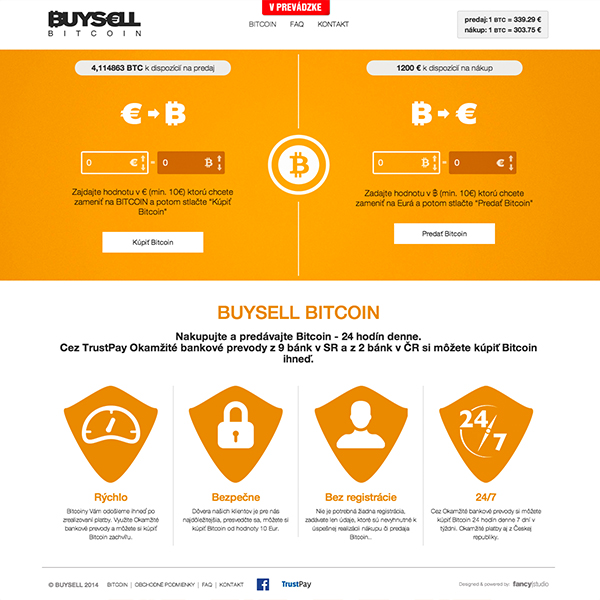 BUYSELL
BITCOIN
V PREVÁDZKE
BITCOIN FAQ KONTAKT
predaj: 1 BTC = 339.29 €
nákup: 1 BTC = 303.75 €
4,114863 BTC k dispozícií na predaj
1200 € k dispozícií na nákup
€ ➡ ₿
₿ ➡ €
0 € = 0 ₿
0 ₿ = 0 €
Zajdajte hodnotu v € (min. 10€) ktorú chcete
zameniť na BITCOIN a potom stlačte "Kúpiť
Bitcoin"
Zadajte hodnotu v ₿ (min. 10€) ktorú chcete
zameniť na Eurá a potom stlačte "Predať Bitcoin"
Kúpiť Bitcoin
Predať Bitcoin
BUYSELL BITCOIN
Nakupujte a predávajte Bitcoin - 24 hodín denne.
Cez TrustPay Okamžité bankové prevody z 9 bánk v SR a z 2 bánk v ČR si môžete kúpiť Bitcoin
ihneď.
24/7
Rýchlo
Bitcoiny Vám odošleme ihneď po
zrealizovaní platby. Využite Okamžité
bankové prevody a môžete si kúpiť
Bitcoin zachvíľu.
Bezpečne
Dôvera našich klientov je pre nás
najdôležitejšia, presvedčte sa, môžete si
kúpiť Bitcoin od hodnoty 10 Eur.
Bez registrácie
Nie je potrebná žiadna registrácia,
zadávate len údaje, ktoré sú nevyhnutné k
úspešnej realizácií nákupu či predaja
Bitcoin...
24/7
Cez Okamžité bankové prevody si môžete
kúpiť Bitcoin 24 hodín denne 7 dní v
týždni. Okamžité platby aj z Českej
republiky.
© BUYSELL 2014 BITCOIN | OBCHODNÉ PODMIENKY | FAQ | KONTAKT
f
TrustPay
Designed & powered by: fancy|studio